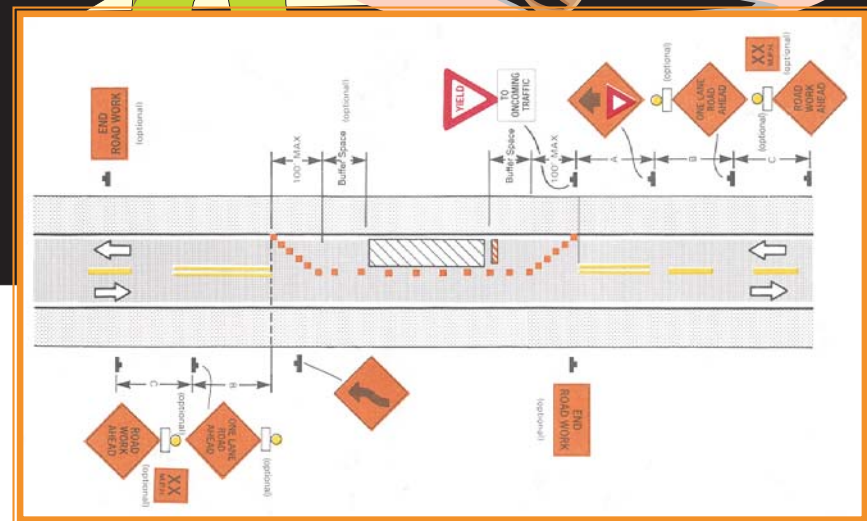 END
ROAD WORK
(optional)
100' MAX
Buffer Space
(optional)
YIELD
TO
ONCOMING
TRAFFIC
Buffer Space
100' MAX
A
B
C
(optional)
ONE LANE
ROAD
AHEAD
(optional)
XX
M.P.H.
(optional)
ROAD
WORK
AHEAD
C
B
ROAD
WORK
AHEAD
(optional)
XX
M.P.H.
(optional)
ONE LANE
ROAD
AHEAD
(optional)
END
ROAD WORK
(optional)